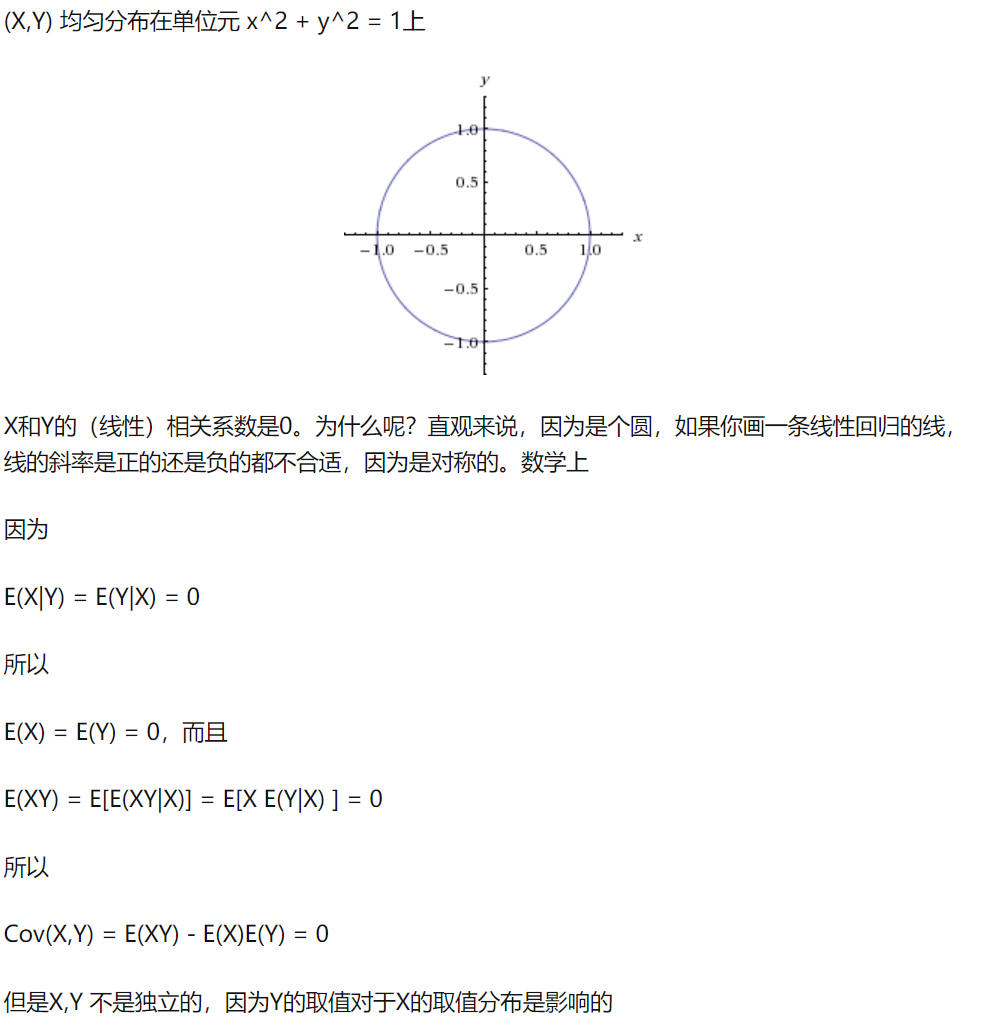 (X,Y) 均匀分布在单位元 x^2 + y^2 = 1上
y
1.0
0.5
-1.0 -0.5 0.5 1.0 x
-0.5
-1.0
X和Y的（线性）相关系数是0。为什么呢？直观来说，因为是个圆，如果你画一条线性回归的线，
线的斜率是正的还是负的都不合适，因为是对称的。数学上
因为
E(X|Y) = E(Y|X) = 0
所以
E(X) = E(Y) = 0，而且
E(XY) = E[E(XY|X)] = E[X E(Y|X) ] = 0
所以
Cov(X,Y) = E(XY) - E(X)E(Y) = 0
但是X,Y 不是独立的，因为Y的取值对于X的取值分布是影响的